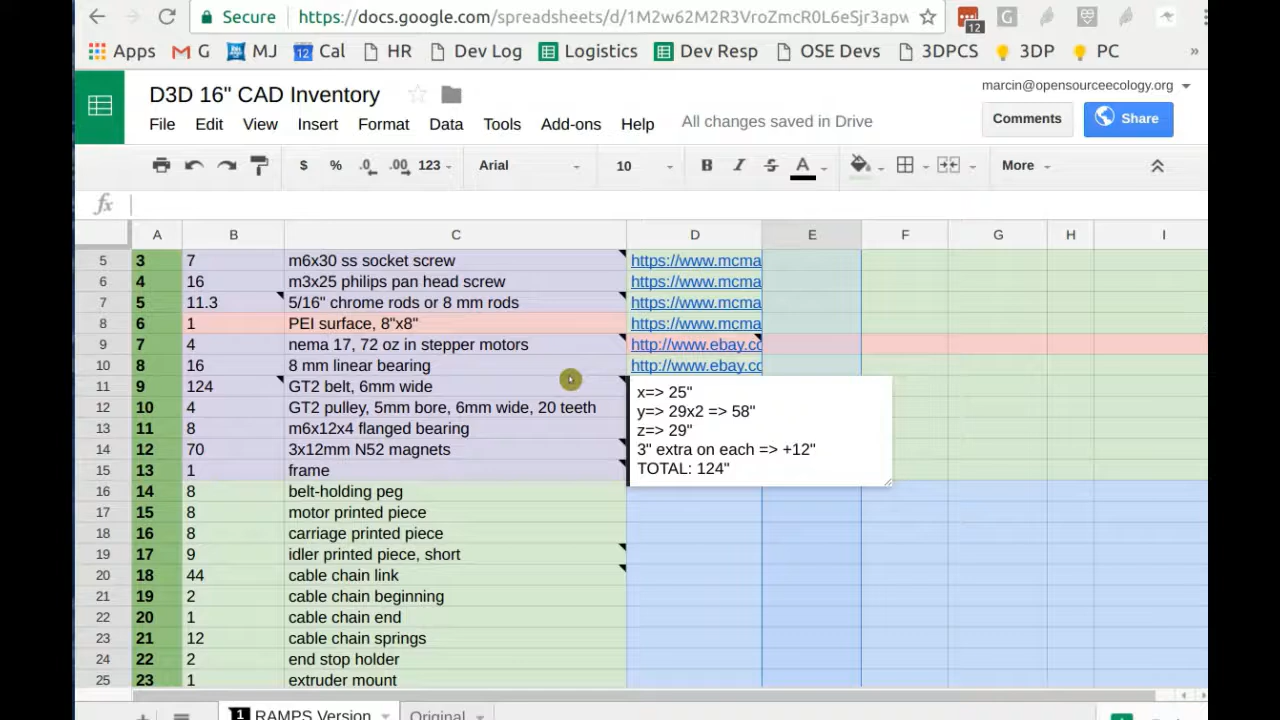 Secure https://docs.google.com/spreadsheets/d/1M2w62M2R3VroZmcR0L6eSjr3apw
12
G
Apps G MJ 12 Cal HR Dev Log Logistics Dev Resp OSE Devs 3DPCS 3DP PC »
D3D 16" CAD Inventory
marcin@opensourceecology.org
File Edit View Insert Format Data Tools Add-ons Help All changes saved in Drive
Comments Share
$ % .0 .00 123 Arial 10 B I S A More
fx
A B C D E F G H I
5 3 7 m6x30 ss socket screw https://www.mcma
6 4 16 m3x25 philips pan head screw https://www.mcma
7 5 11.3 5/16" chrome rods or 8 mm rods https://www.mcma
8 6 1 PEI surface, 8"x8" https://www.mcma
9 7 4 nema 17, 72 oz in stepper motors http://www.ebay.co
10 8 16 8 mm linear bearing http://www.ebay.cc
11 9 124 GT2 belt, 6mm wide
12 10 4 GT2 pulley, 5mm bore, 6mm wide, 20 teeth
13 11 8 m6x12x4 flanged bearing
14 12 70 3x12mm N52 magnets
15 13 1 frame
16 14 8 belt-holding peg
17 15 8 motor printed piece
18 16 8 carriage printed piece
19 17 9 idler printed piece, short
20 18 44 cable chain link
21 19 2 cable chain beginning
22 20 1 cable chain end
23 21 12 cable chain springs
24 22 2 end stop holder
25 23 1 extruder mount
x=> 25"
y=> 29x2 => 58"
z=> 29"
3" extra on each => +12"
TOTAL: 124"
1 RAMPS Version Original